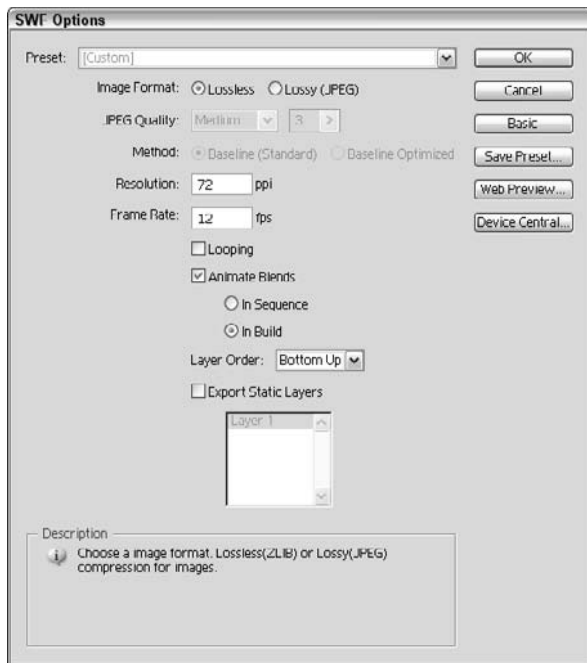 SWF Options
Preset: [Custom]
OK
Image Format: Lossless Lossy (JPEG)
Cancel
JPEG Quality: Medium 3
Basic
Method: Baseline (Standard) Baseline Optimized
Save Preset...
Resolution: 72 ppi
Web Preview...
Frame Rate: 12 fps
Device Central...
Looping
Animate Blends
In Sequence
In Build
Layer Order: Bottom Up
Export Static Layers
Layer 1
Description
Choose a image format. Lossless(ZLIB) or Lossy(JPEG)
compression for images.